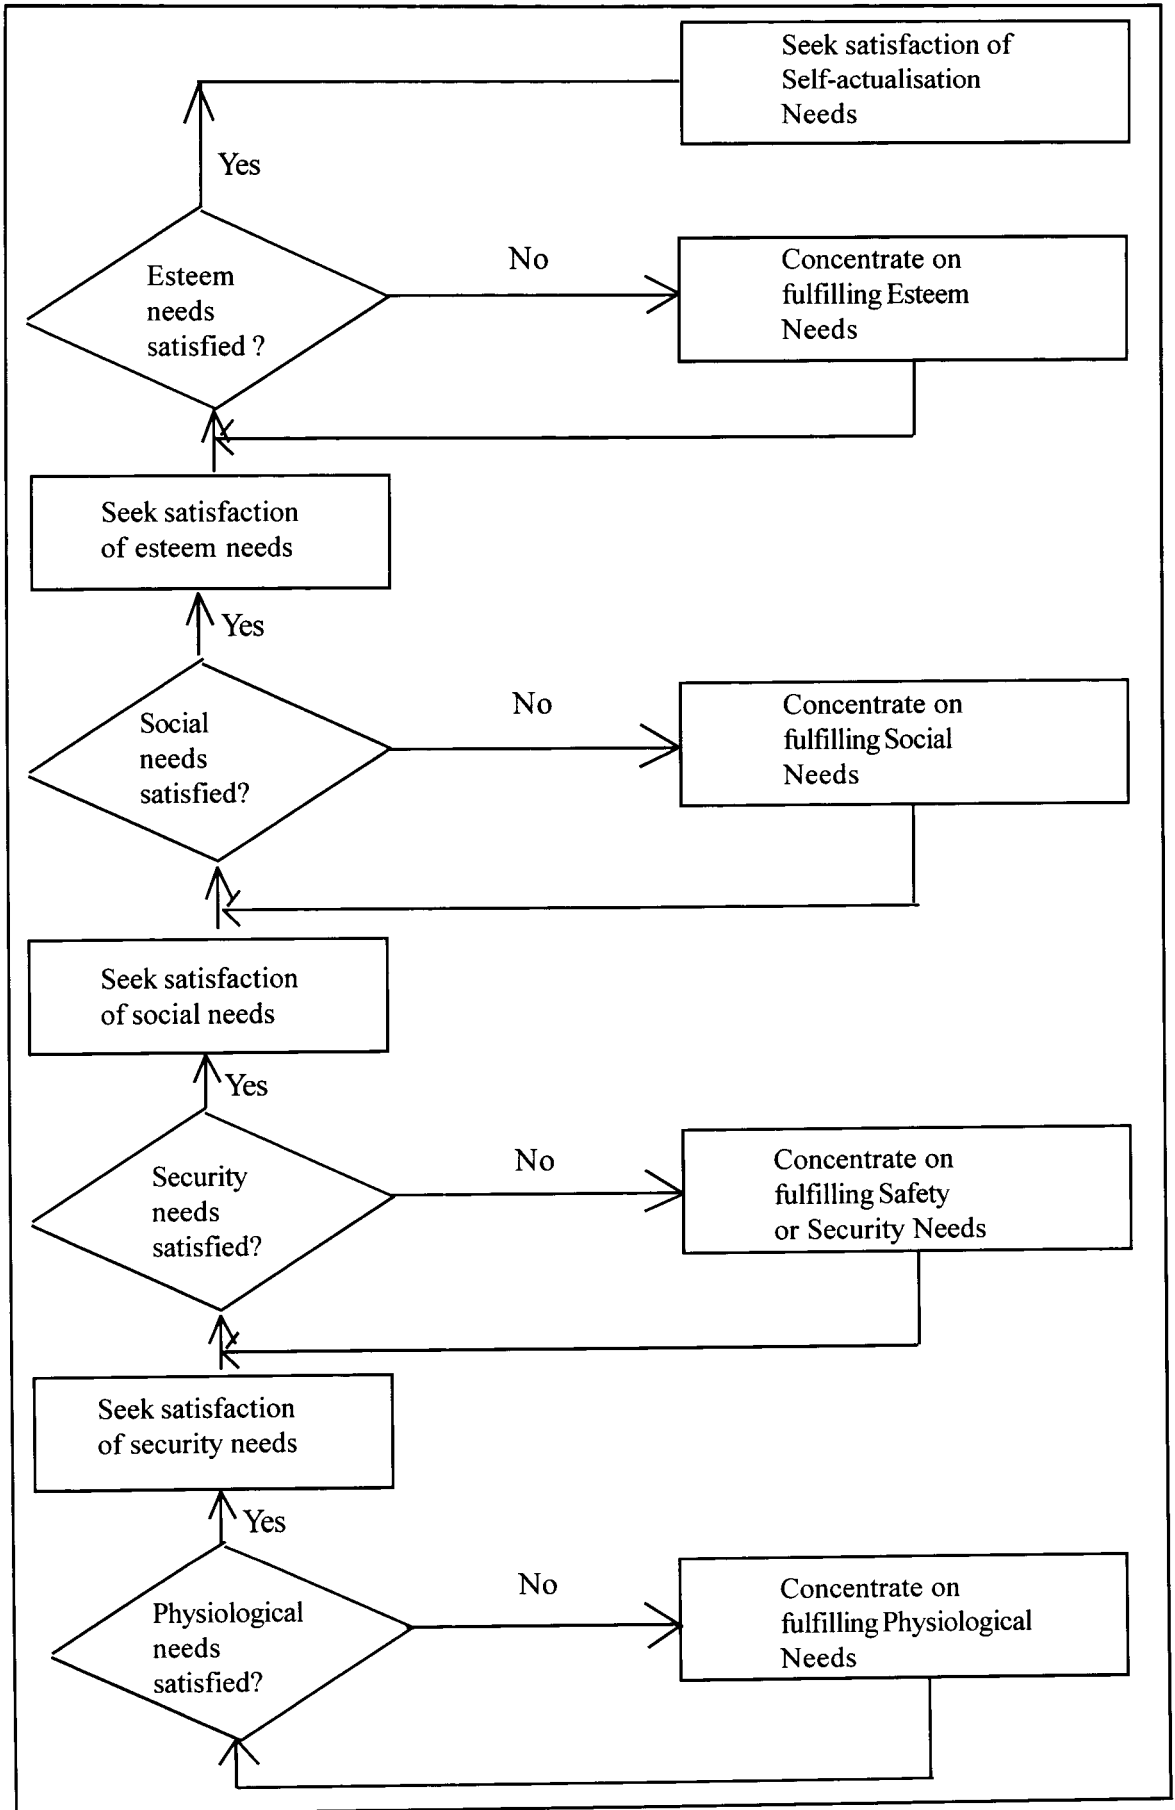 Seek satisfaction of
Self-actualisation
Needs
Yes
Esteem
needs
satisfied ?
No
Concentrate on
fulfilling Esteem
Needs
Seek satisfaction
of esteem needs
Yes
Social
needs
satisfied?
No
Concentrate on
fulfilling Social
Needs
Seek satisfaction
of social needs
Yes
Security
needs
satisfied?
No
Concentrate on
fulfilling Safety
or Security Needs
Seek satisfaction
of security needs
Yes
Physiological
needs
satisfied?
No
Concentrate on
fulfilling Physiological
Needs